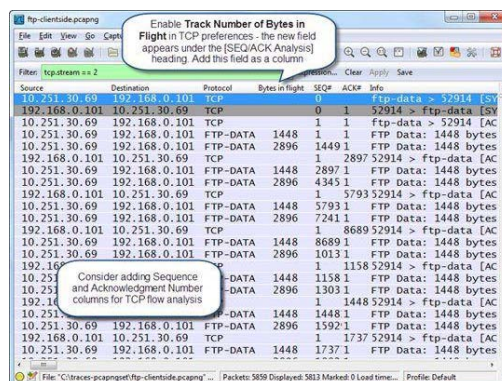 ftp-clientside.pcapng
Enable Track Number of Bytes in
Flight in TCP preferences - the new field
appears under the [SEQ/ACK Analysis]
heading. Add this field as a column
File Edit View Go
Filter: tcp.stream == 2 Clear Apply Save
Source Destination Protocol Bytes in flight SEQ# ACK# Info
10.251.30.69 192.168.0.101 TCP 0 ftp-data > 52914 [SY
192.168.0.101 10.251.30.69 TCP 0 1 52914 > ftp-data [SY
10.251.30.69 192.168.0.101 TCP 1 1 ftp-data > 52914 [AC
10.251.30.69 192.168.0.101 FTP-DATA 1448 1 1 FTP Data: 1448 bytes
10.251.30.69 192.168.0.101 FTP-DATA 2896 1449 1 FTP Data: 1448 bytes
192.168.0.101 10.251.30.69 TCP 1 2897 52914 > ftp-data [AC
10.251.30.69 192.168.0.101 FTP-DATA 1448 2897 1 FTP Data: 1448 bytes
10.251.30.69 192.168.0.101 FTP-DATA 2896 4345 1 FTP Data: 1448 bytes
192.168.0.101 10.251.30.69 TCP 1 5793 52914 > ftp-data [AC
10.251.30.69 192.168.0.101 FTP-DATA 1448 5793 1 FTP Data: 1448 bytes
10.251.30.69 192.168.0.101 FTP-DATA 2896 7241 1 FTP Data: 1448 bytes
192.168.0.101 10.251.30.69 TCP 1 8689 52914 > ftp-data [AC
10.251.30.69 192.168.0.101 FTP-DATA 1448 8689 1 FTP Data: 1448 bytes
10.251.30.69 192.168.0.101 FTP-DATA 2896 1013 1 FTP Data: 1448 bytes
1 1158 52914 > ftp-data [AC
1448 1158 1 FTP Data: 1448 bytes
2896 1303 1 FTP Data: 1448 bytes
1 1448 52914 > ftp-data [AC
Consider adding Sequence
and Acknowledgment Number
columns for TCP flow analysis
10.251.30.69 192.168.0.101 FTP-DATA 1448 1448 1 FTP Data: 1448 bytes
10.251.30.69 192.168.0.101 FTP-DATA 2896 1592 1 FTP Data: 1448 bytes
192.168.0.101 10.251.30.69 TCP 1 1737 52914 > ftp-data [AC
10.251.30.69 192.168.0.101 FTP-DATA 1448 1737 1 FTP Data: 1448 bytes
File: "C:\traces-pcapngset\ftp-clientside.pcapng" ... Packets: 5859 Displayed: 5813 Marked: 0 Load time:... Profile: Default